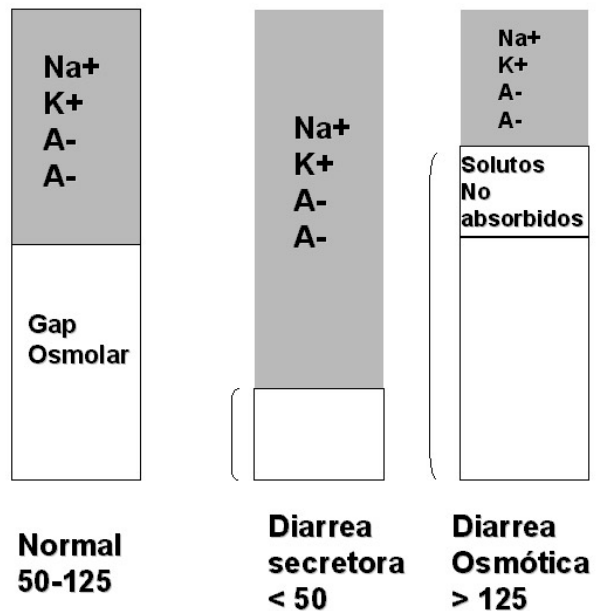 Na+
K+
A-
A-
Gap
Osmolar
Normal
50-125
Na+
K+
A-
A-
Diarrea
secretora
< 50
Na+
K+
A-
A-
Solutos
No
absorbidos
Diarrea
Osmótica
> 125